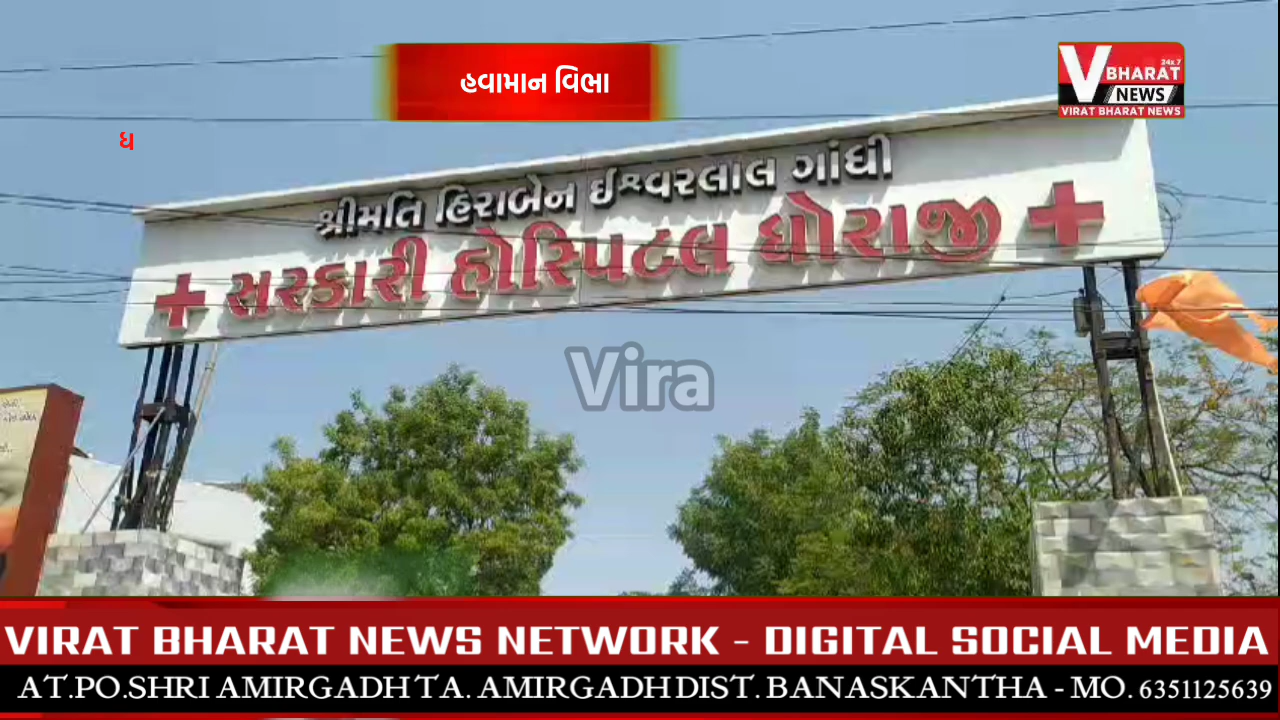 હવામાન વિભા
24x7
V BHARAT
NEWS
VIRAT BHARAT NEWS
ધ
શ્રીમતિ હિરાબેન ઈશ્વરલાલ ગાંધી
+ સરકારી હોસ્પિટલ ધોરાજી +
Vira
VIRAT BHARAT NEWS NETWORK - DIGITAL SOCIAL MEDIA
AT.PO.SHRI AMIRGADH TA. AMIRGADH DIST. BANASKANTHA - MO. 6351125639